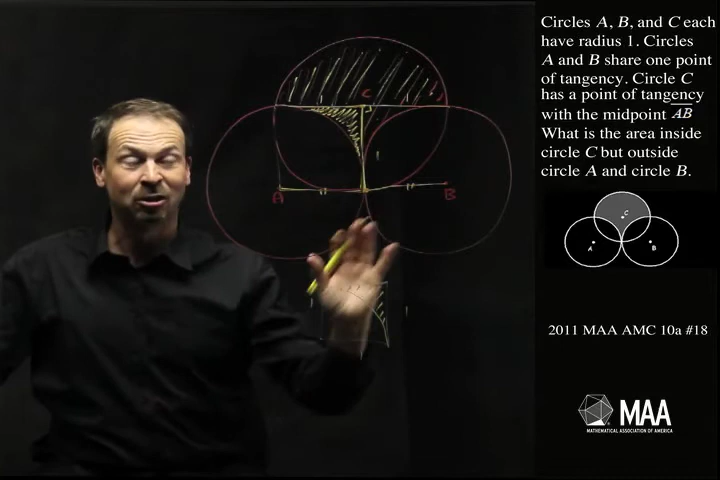 Circles A, B, and C each
have radius 1. Circles
A and B share one point
of tangency. Circle C
has a point of tangency
with the midpoint AB
What is the area inside
circle C but outside
circle A and circle B.
C
A
B
1
C
A
B
1
1
2011 MAA AMC 10a #18
MAA
MATHEMATICAL ASSOCIATION OF AMERICA